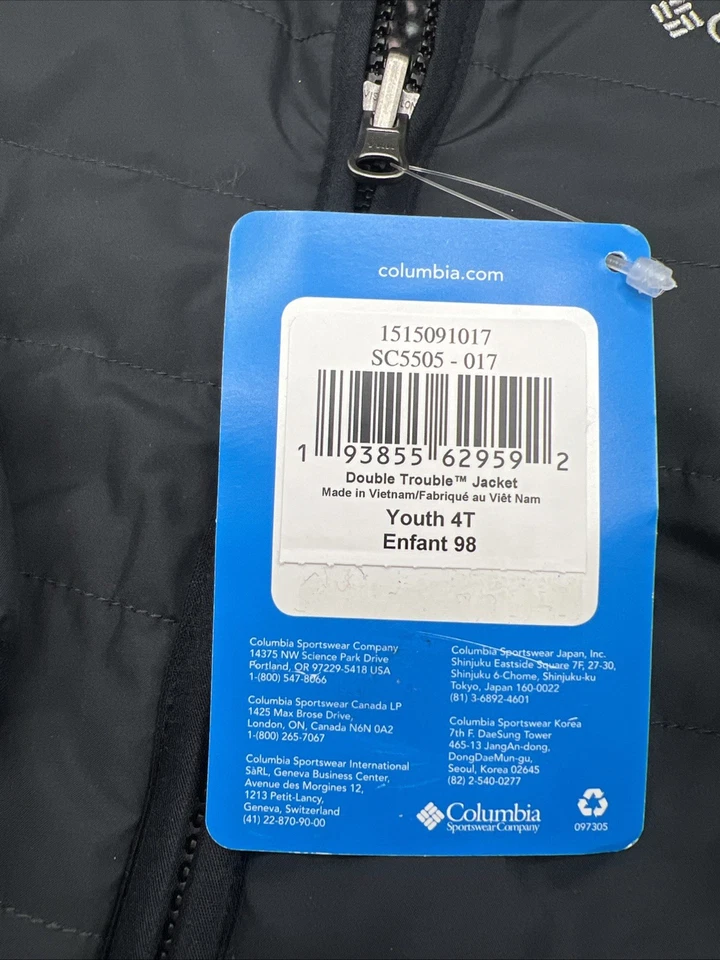 columbia.com
1515091017
SC5505 - 017
1 93855 62959 2
Double Trouble™ Jacket
Made in Vietnam/Fabriqué au Việt Nam
Youth 4T
Enfant 98
Columbia Sportswear Company
14375 NW Science Park Drive
Portland, OR 97229-5418 USA
1-(800) 547-8066
Columbia Sportswear Canada LP
1425 Max Brose Drive,
London, ON, Canada N6N 0A2
1-(800) 265-7067
Columbia Sportswear International
SàRL, Geneva Business Center,
Avenue des Morgines 12,
1213 Petit-Lancy,
Geneva, Switzerland
(41) 22-870-90-00
Columbia Sportswear Japan, Inc.
Shinjuku Eastside Square 7F, 27-30,
Shinjuku 6-Chome, Shinjuku-ku
Tokyo, Japan 160-0022
(81) 3-6892-4601
Columbia Sportswear Korea
7th F. DaeSung Tower
465-13 JangAn-dong,
DongDaeMun-gu,
Seoul, Korea 02645
(82) 2-540-0277
Columbia
Sportswear Company
097305